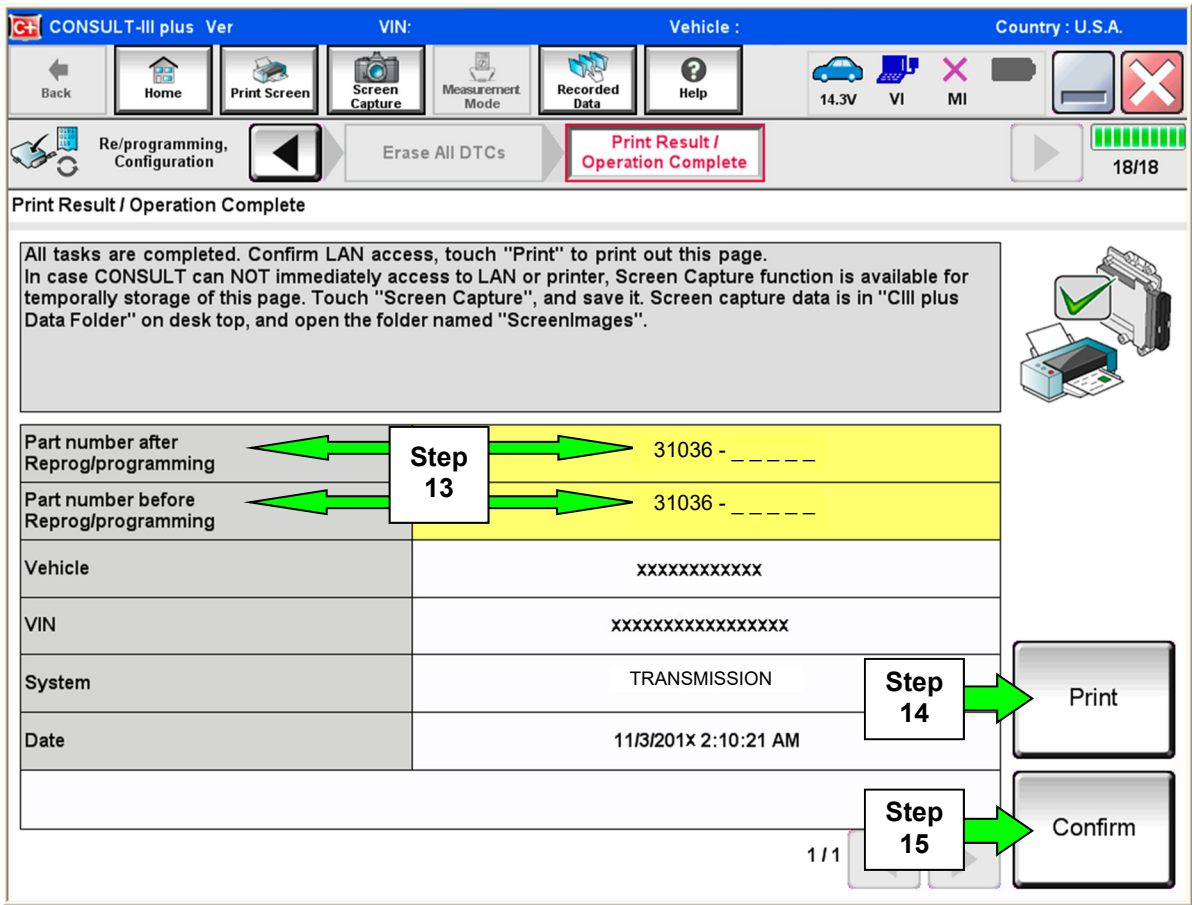 C+ CONSULT-III plus Ver VIN: Vehicle : Country : U.S.A.
Back
Home
Print Screen
Screen
Capture
Measurement
Mode
Recorded
Data
Help
14.3V VI MI
Re/programming,
Configuration
Erase All DTCs
Print Result /
Operation Complete
18/18
Print Result / Operation Complete
All tasks are completed. Confirm LAN access, touch "Print" to print out this page.
In case CONSULT can NOT immediately access to LAN or printer, Screen Capture function is available for
temporally storage of this page. Touch "Screen Capture", and save it. Screen capture data is in "CIII plus
Data Folder" on desk top, and open the folder named "ScreenImages".
Part number after
Reprog/programming
31036 - _ _ _ _ _
Step
13
Part number before
Reprog/programming
31036 - _ _ _ _ _
Vehicle
xxxxxxxxxxxx
VIN
xxxxxxxxxxxxxxxxx
System
TRANSMISSION
Step
14
Print
Date
11/3/201X 2:10:21 AM
Step
15
Confirm
1 / 1